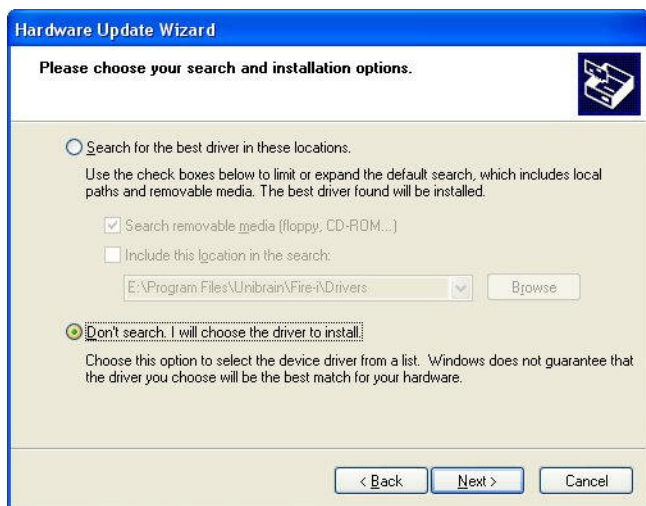 Hardware Update Wizard
Please choose your search and installation options.
Search for the best driver in these locations.
Use the check boxes below to limit or expand the default search, which includes local
paths and removable media. The best driver found will be installed.
Search removable media (floppy, CD-ROM...)
Include this location in the search:
E:\Program Files\Unibrain\Fire-i\Drivers
Browse
Don't search. I will choose the driver to install.
Choose this option to select the device driver from a list. Windows does not guarantee that
the driver you choose will be the best match for your hardware.
< Back
Next >
Cancel